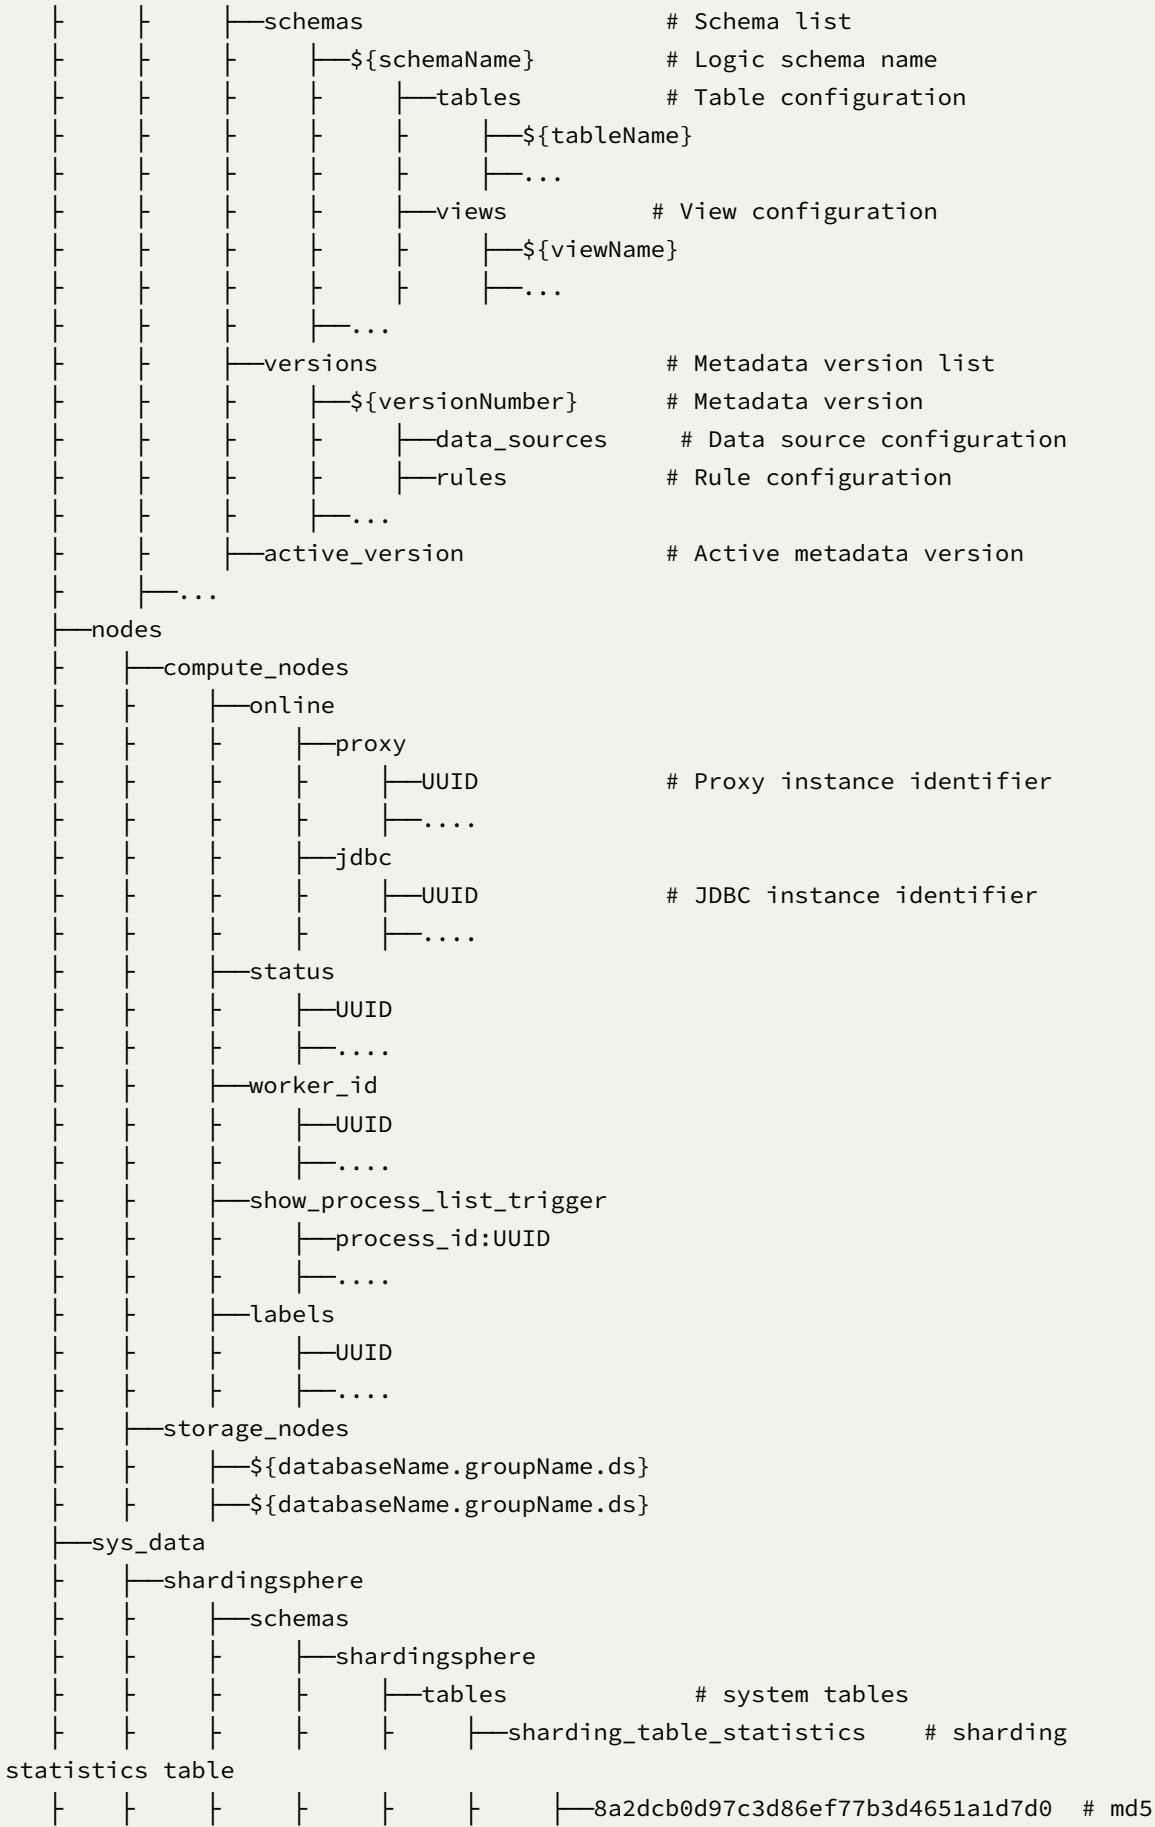 ├ ├ ├──schemas # Schema list
├ ├ ├ ├──${schemaName} # Logic schema name
├ ├ ├ ├ ├──tables # Table configuration
├ ├ ├ ├ ├ ├──${tableName}
├ ├ ├ ├ ├ ├──...
├ ├ ├ ├ ├──views # View configuration
├ ├ ├ ├ ├ ├──${viewName}
├ ├ ├ ├ ├ ├──...
├ ├ ├ ├──...
├ ├ ├──versions # Metadata version list
├ ├ ├ ├──${versionNumber} # Metadata version
├ ├ ├ ├ ├──data_sources # Data source configuration
├ ├ ├ ├ ├──rules # Rule configuration
├ ├ ├ ├──...
├ ├ ├──active_version # Active metadata version
├ ├──...
├──nodes
├ ├──compute_nodes
├ ├ ├──online
├ ├ ├ ├──proxy
├ ├ ├ ├ ├──UUID # Proxy instance identifier
├ ├ ├ ├ ├──....
├ ├ ├ ├──jdbc
├ ├ ├ ├ ├──UUID # JDBC instance identifier
├ ├ ├ ├ ├──....
├ ├ ├──status
├ ├ ├ ├──UUID
├ ├ ├ ├──....
├ ├ ├──worker_id
├ ├ ├ ├──UUID
├ ├ ├ ├──....
├ ├ ├──show_process_list_trigger
├ ├ ├ ├──process_id:UUID
├ ├ ├ ├──....
├ ├ ├──labels
├ ├ ├ ├──UUID
├ ├ ├ ├──....
├ ├──storage_nodes
├ ├ ├──${databaseName.groupName.ds}
├ ├ ├──${databaseName.groupName.ds}
├──sys_data
├ ├──shardingsphere
├ ├ ├──schemas
├ ├ ├ ├──shardingsphere
├ ├ ├ ├ ├──tables # system tables
├ ├ ├ ├ ├ ├──sharding_table_statistics # sharding
statistics table
├ ├ ├ ├ ├ ├ ├──8a2dcb0d97c3d86ef77b3d4651a1d7d0 # md5